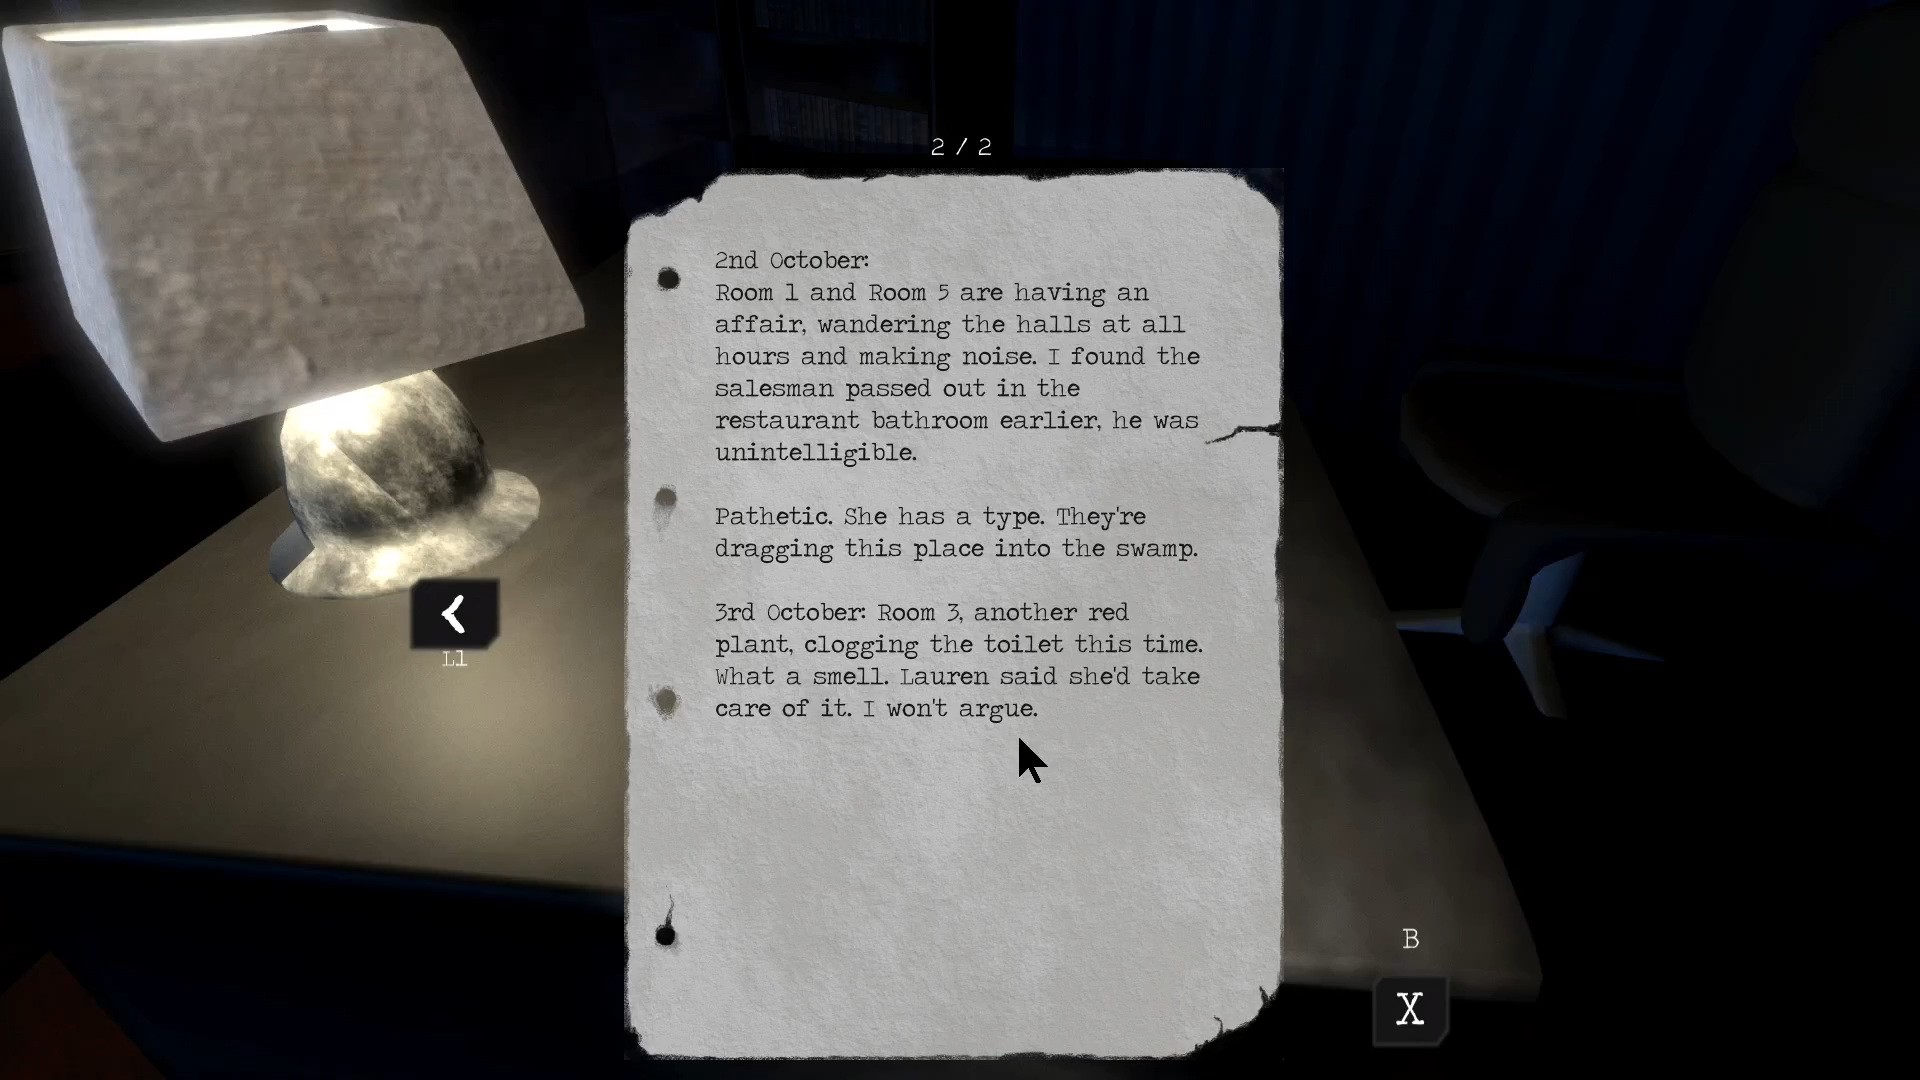 2 / 2
2nd October:
Room 1 and Room 5 are having an
affair, wandering the halls at all
hours and making noise. I found the
salesman passed out in the
restaurant bathroom earlier, he was
unintelligible.
Pathetic. She has a type. They're
dragging this place into the swamp.
3rd October: Room 3, another red
plant, clogging the toilet this time.
What a smell. Lauren said she'd take
care of it. I won't argue.
L1
B
X